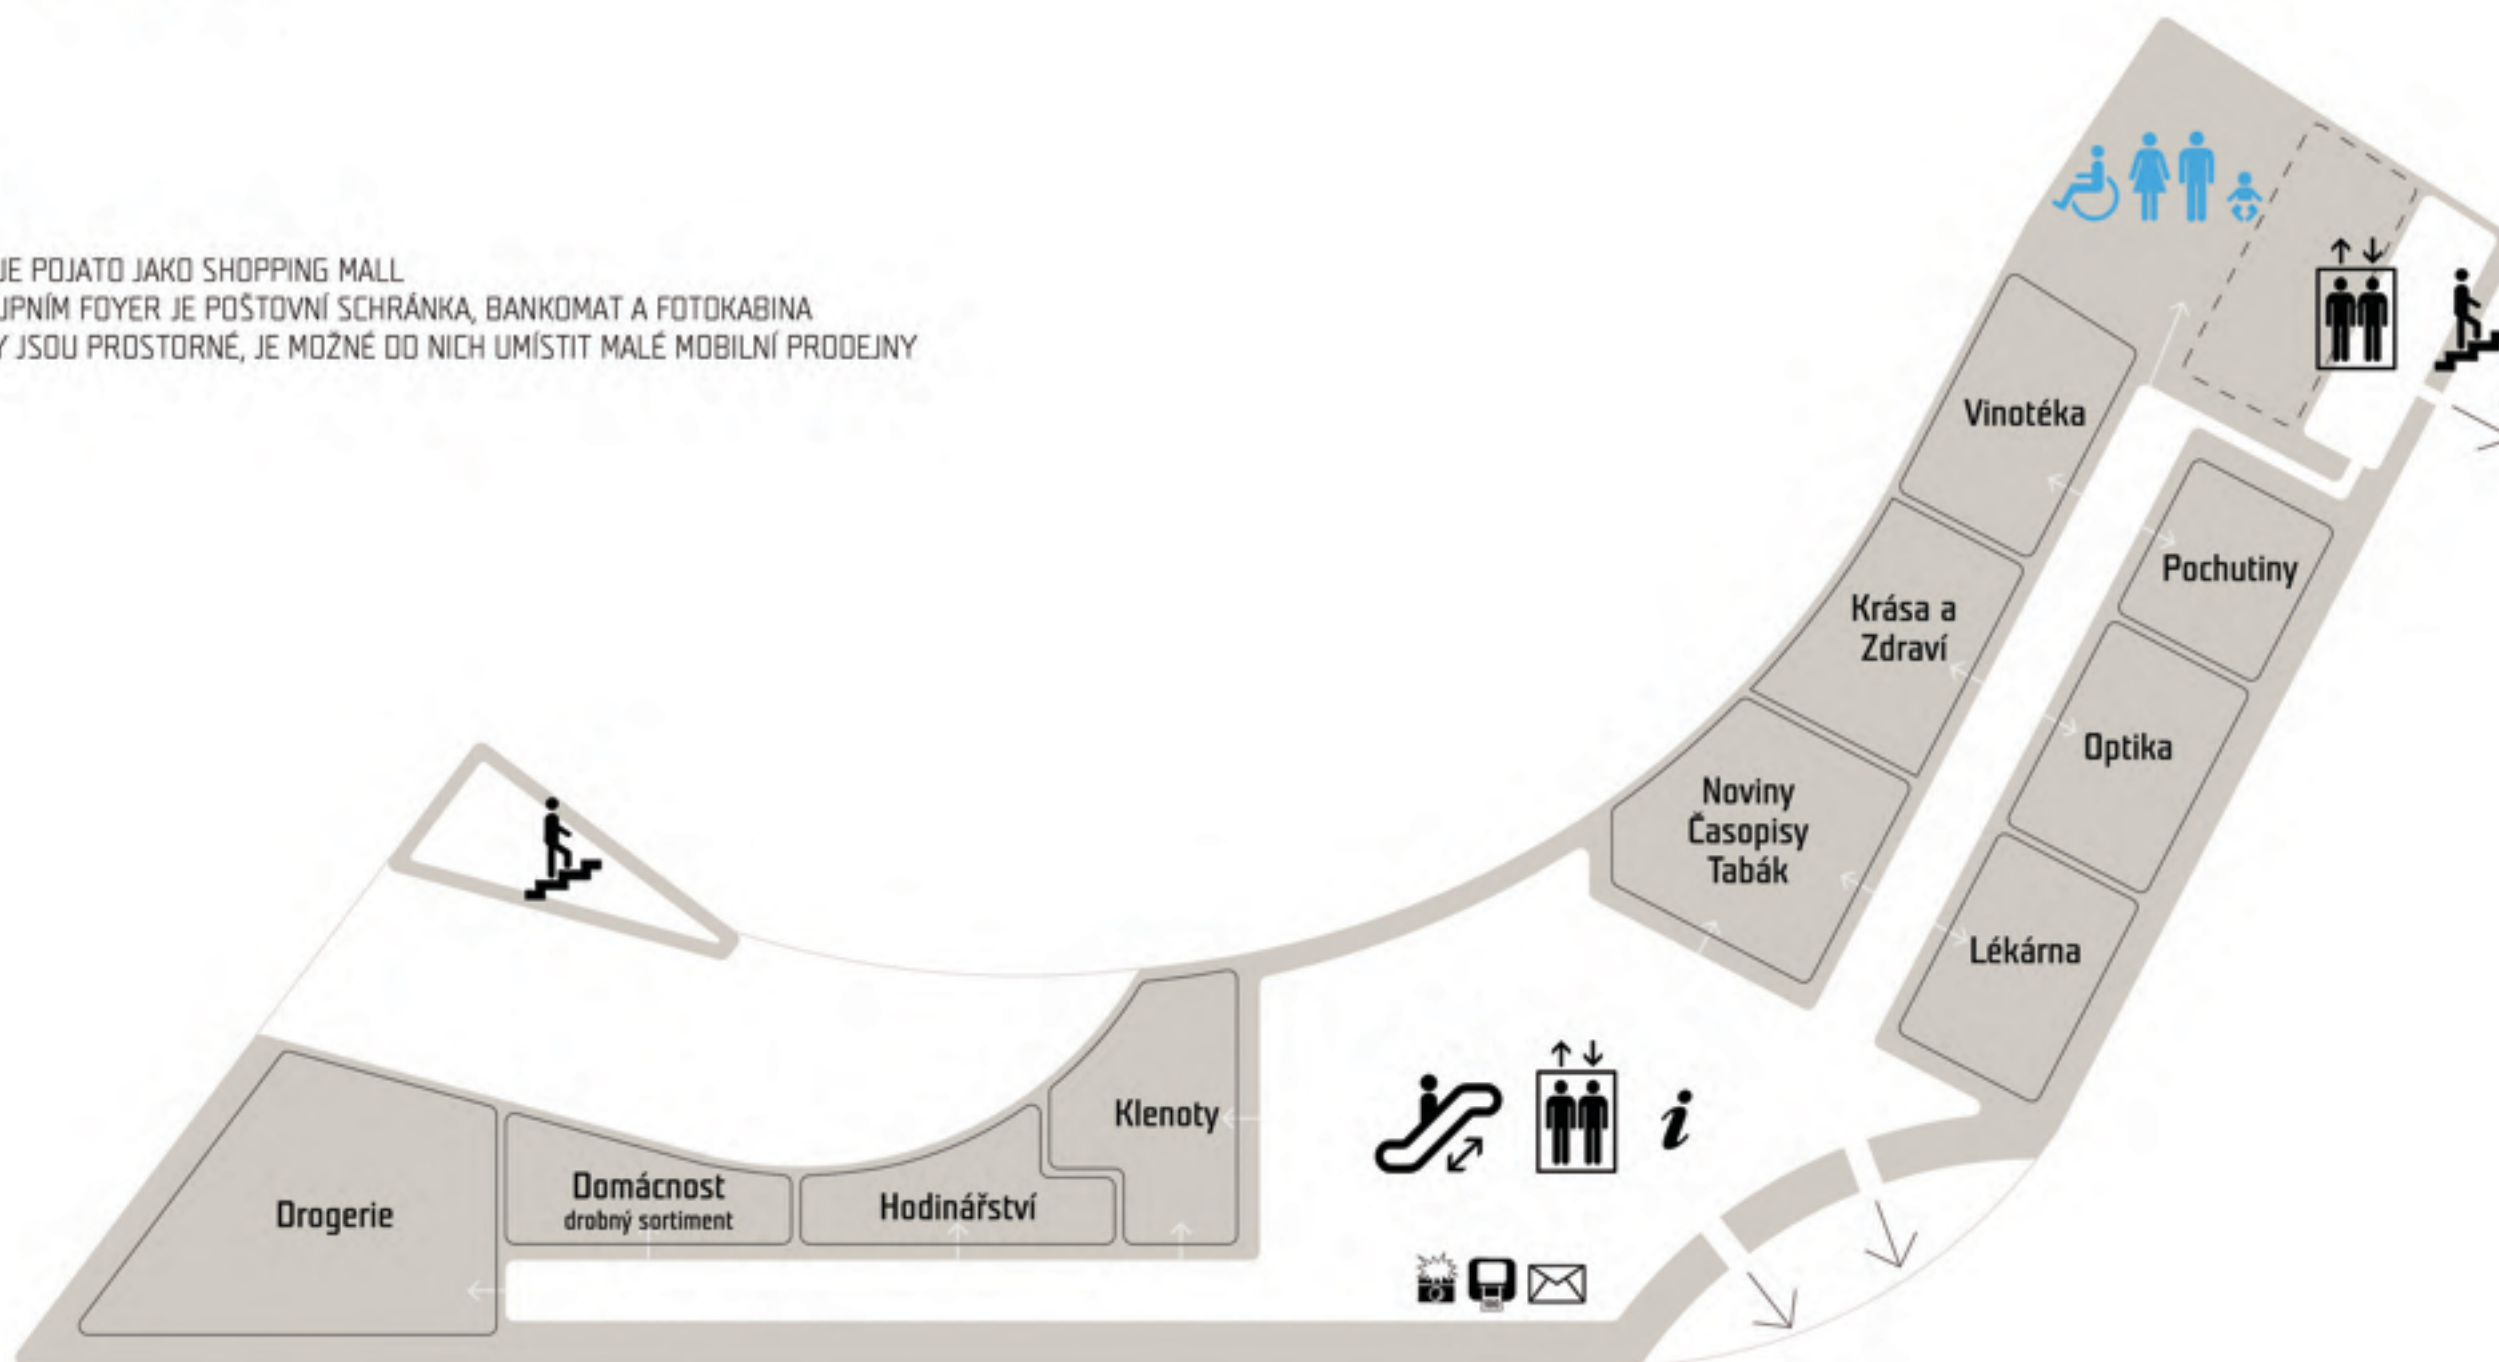 JE POJATO JAKO SHOPPING MALL
UPNÍM FOYER JE POŠTOVNÍ SCHRÁNKA, BANKOMAT A FOTOKABINA
Y JSOU PROSTORNÉ, JE MOŽNÉ DO NICH UMÍSTIT MALÉ MOBILNÍ PRODEJNY
Vinotéka
Pochutiny
Krása a
Zdraví
Optika
Noviny
Časopisy
Tabák
Lékárna
Klenoty
i
Domácnost
drobný sortiment
Hodinářství
Drogerie